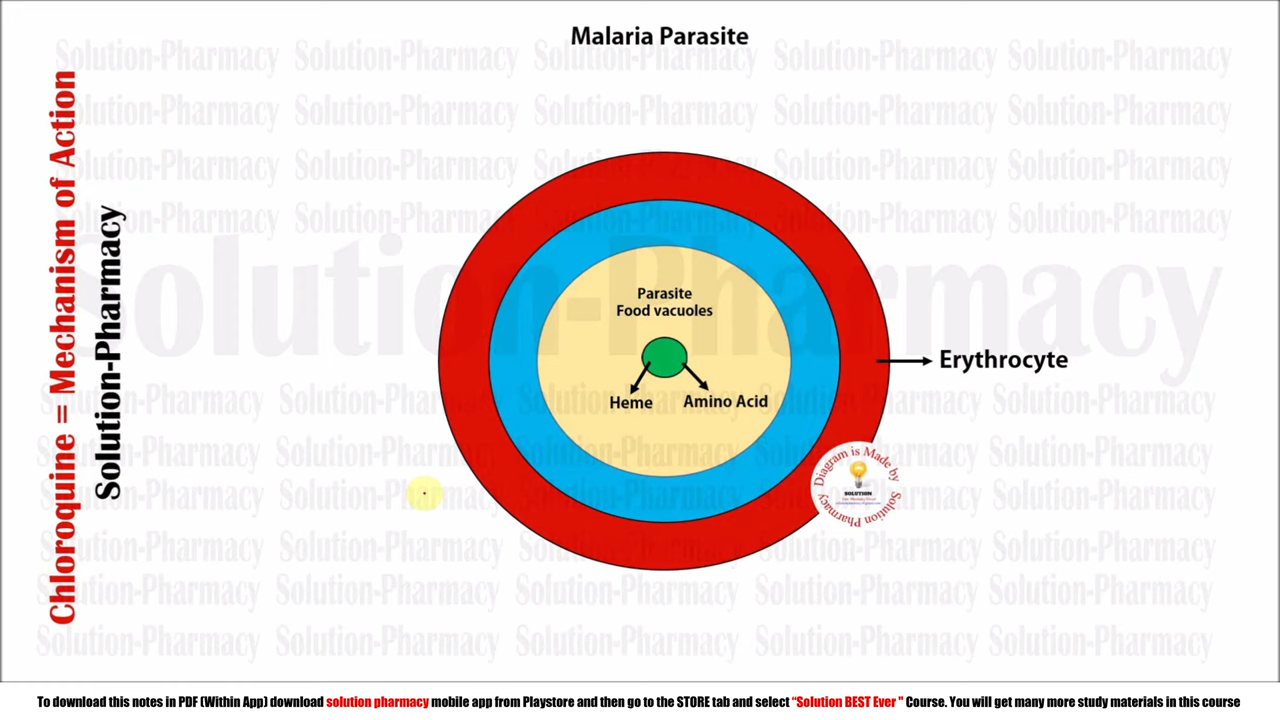 Malaria Parasite
Chloroquine = Mechanism of Action
Solution-Pharmacy
Parasite
Food vacuoles
Heme
Amino Acid
Erythrocyte
Diagram is Made by Solution Pharmacy
SOLUTION
Solution-Pharmacy
To download this notes in PDF (Within App) download solution pharmacy mobile app from Playstore and then go to the STORE tab and select “Solution BEST Ever ” Course. You will get many more study materials in this course